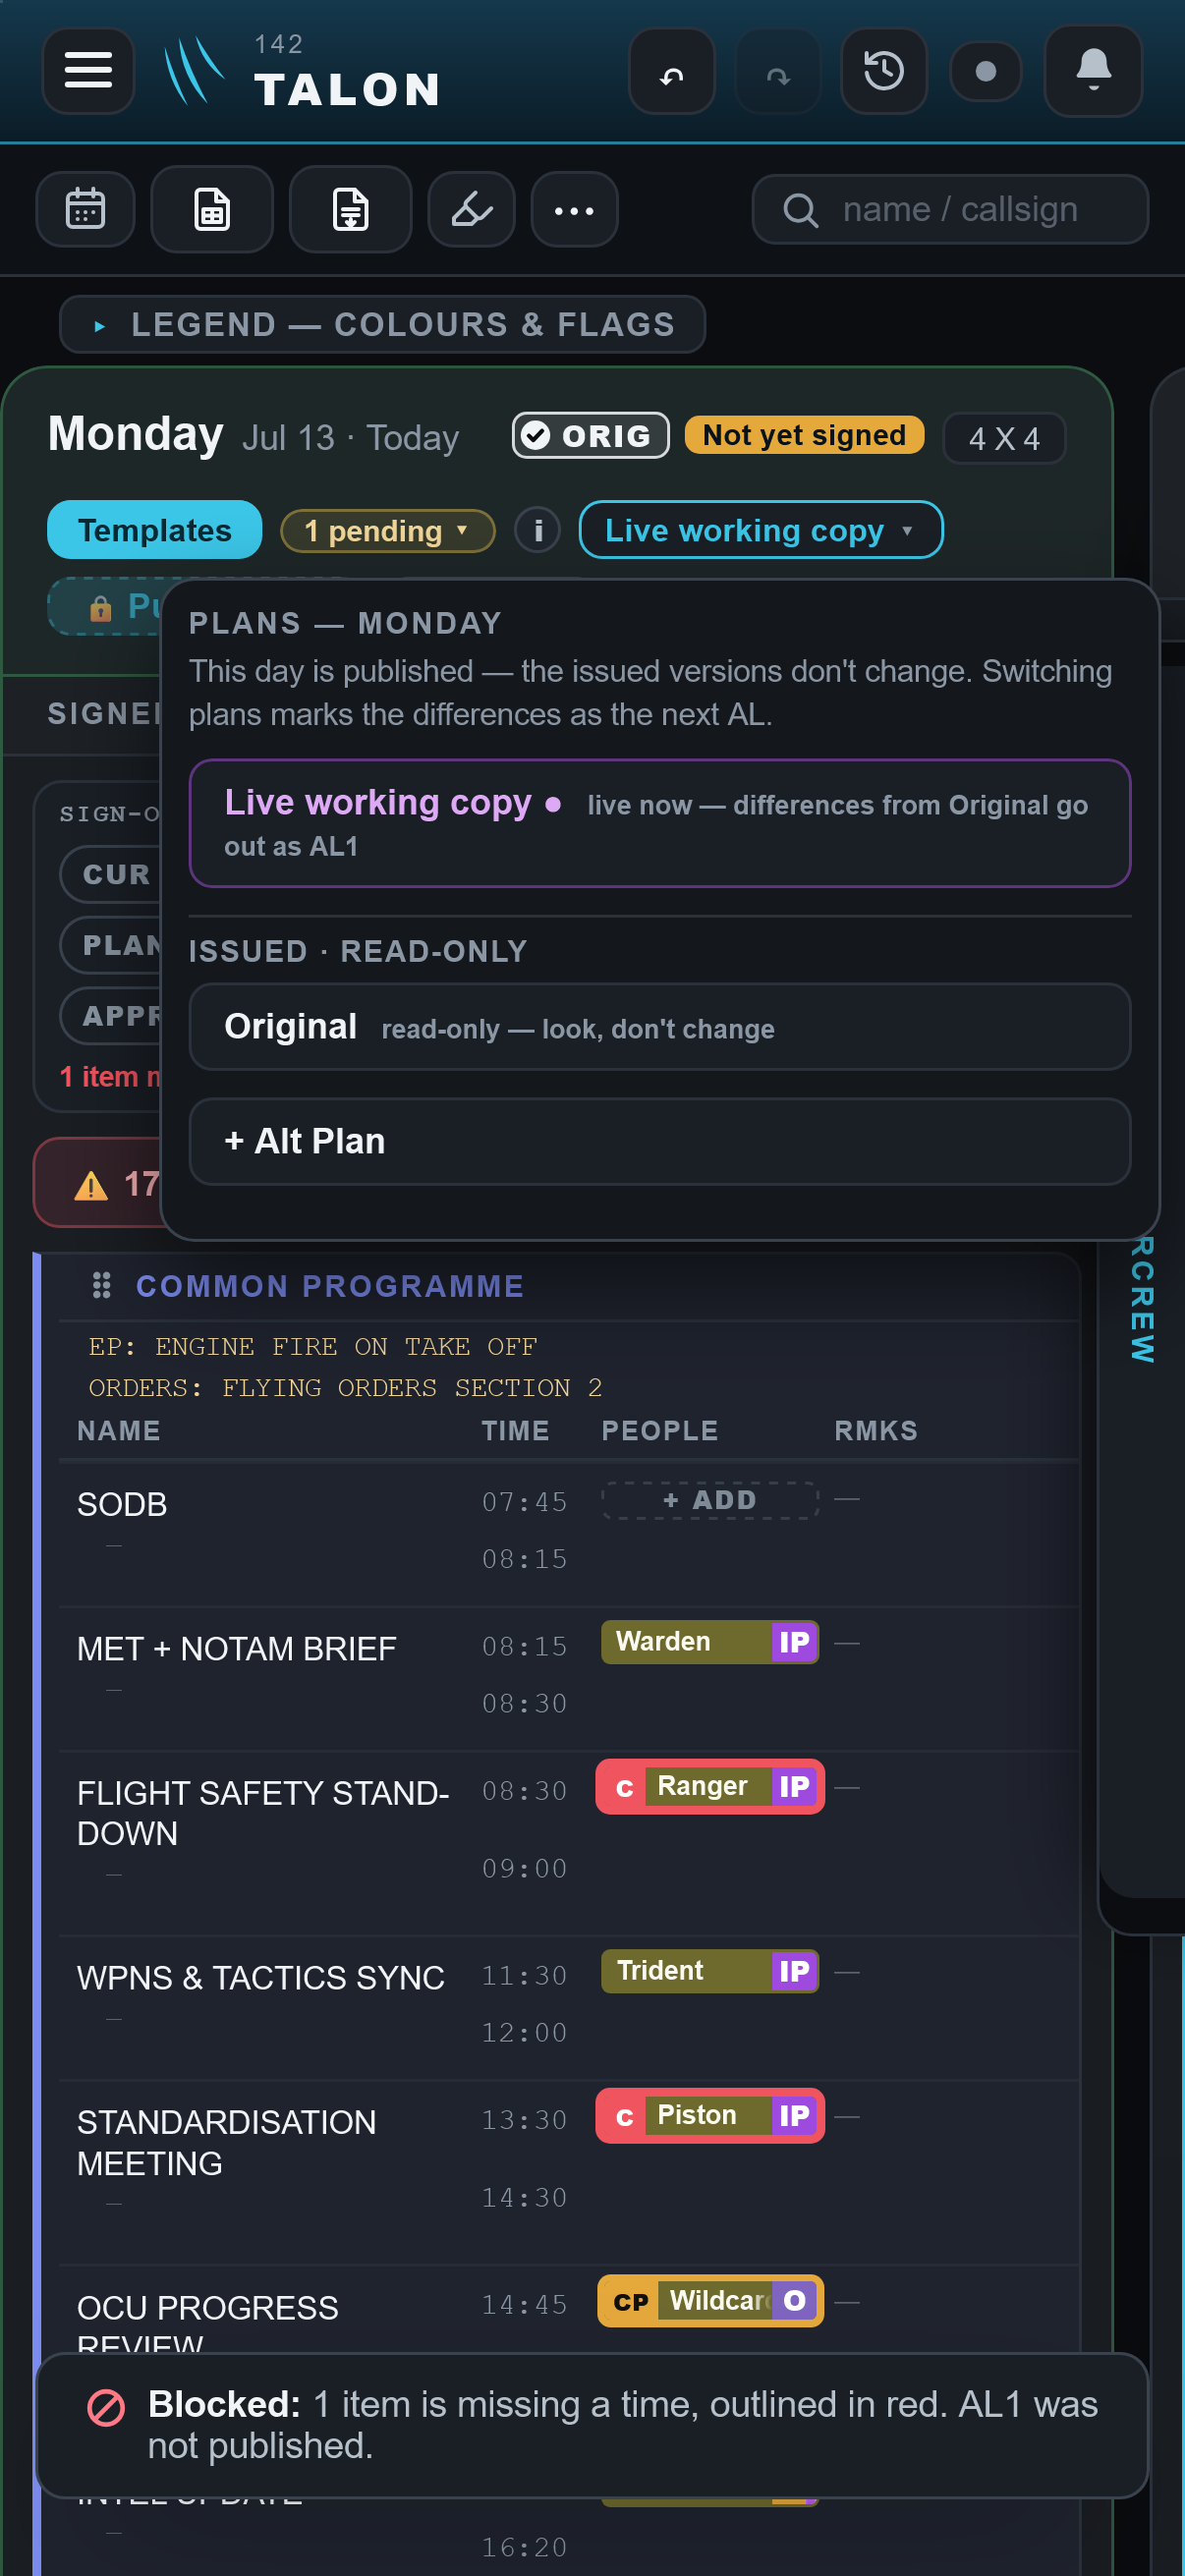 142
TALON
name / callsign
LEGEND — COLOURS & FLAGS
Monday Jul 13 · Today ORIG Not yet signed 4 X 4
Templates 1 pending i Live working copy
PLANS — MONDAY
This day is published — the issued versions don't change. Switching
plans marks the differences as the next AL.
SIGN-O
Live working copy live now — differences from Original go
out as AL1
CUR
ISSUED · READ-ONLY
PLAN
Original read-only — look, don't change
1 item
+ Alt Plan
17
COMMON PROGRAMME
EP: ENGINE FIRE ON TAKE OFF
ORDERS: FLYING ORDERS SECTION 2
NAME TIME PEOPLE RMKS
SODB 07:45 + ADD —
— 08:15
MET + NOTAM BRIEF 08:15 Warden IP —
— 08:30
FLIGHT SAFETY STAND- 08:30 C Ranger IP —
DOWN
— 09:00
WPNS & TACTICS SYNC 11:30 Trident IP —
— 12:00
STANDARDISATION 13:30 C Piston IP —
MEETING
— 14:30
OCU PROGRESS 14:45 CP Wildcar O —
REVIEW
Blocked: 1 item is missing a time, outlined in red. AL1 was
not published.
— 16:20